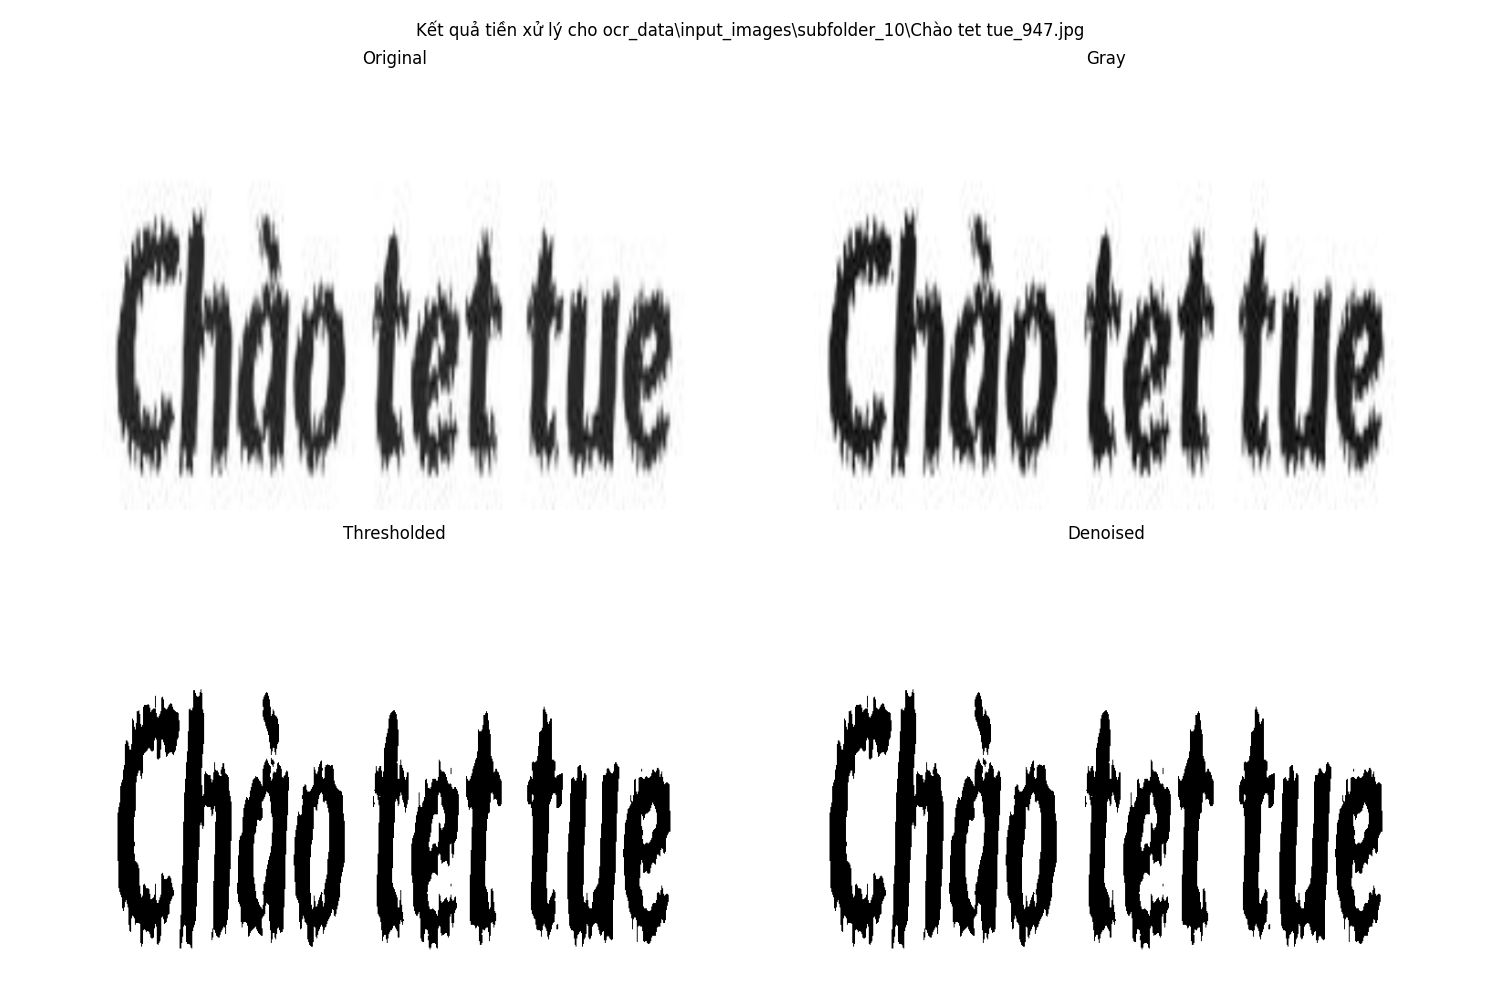 Kết quả tiền xử lý cho ocr_data\input_images\subfolder_10\Chào tet tue_947.jpg
Original
Gray
Chào tet tue
Chào tet tue
Thresholded
Denoised
Chào tet tue
Chào tet tue